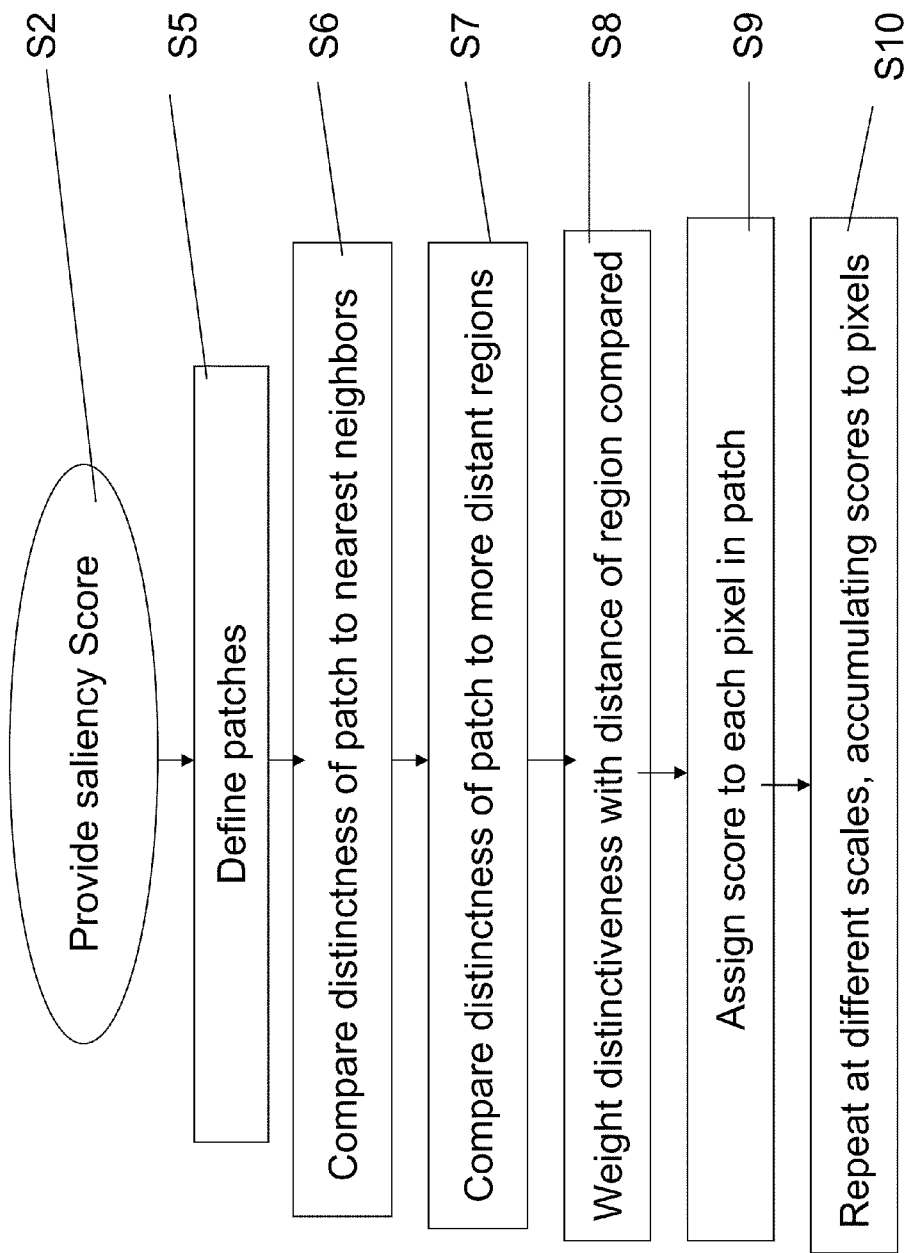 Provide saliency Score
S2
Define patches
S5
Compare distinctness of patch to nearest neighbors
S6
Compare distinctness of patch to more distant regions
S7
Weight distinctiveness with distance of region compared
S8
Assign score to each pixel in patch
S9
Repeat at different scales, accumulating scores to pixels
S10